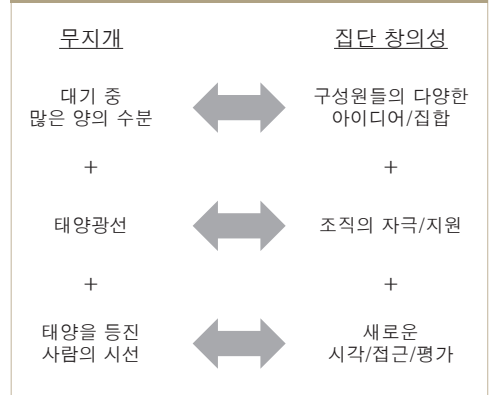 무지개 집단 창의성
대기 중 구성원들의 다양한
많은 양의 수분 아이디어/집합
+ +
태양광선 조직의 자극/지원
+ +
태양을 등진 새로운
사람의 시선 시각/접근/평가